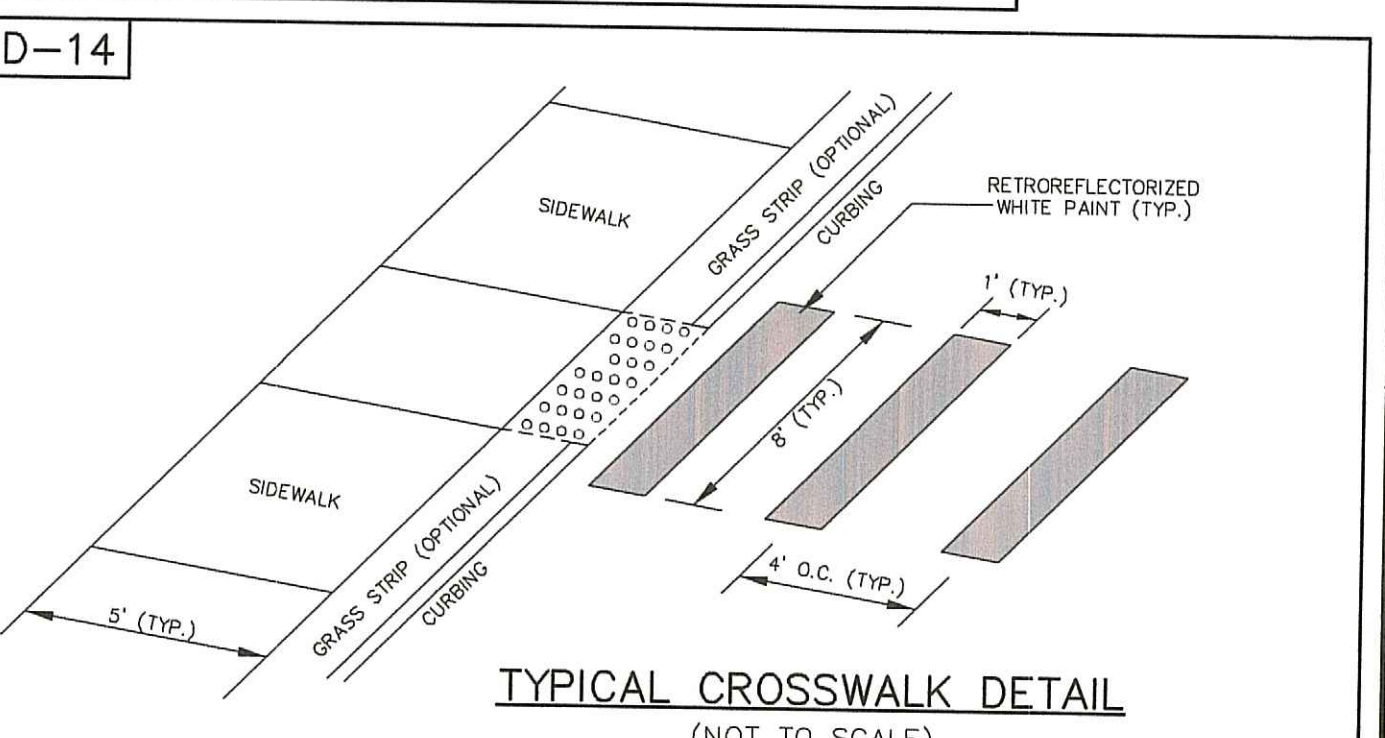 D-14
SIDEWALK
GRASS STRIP (OPTIONAL)
CURBING
RETROREFLECTORIZED
WHITE PAINT (TYP.)
1' (TYP.)
8' (TYP.)
SIDEWALK
GRASS STRIP (OPTIONAL)
CURBING
4' O.C. (TYP.)
5' (TYP.)
TYPICAL CROSSWALK DETAIL
(NOT TO SCALE)